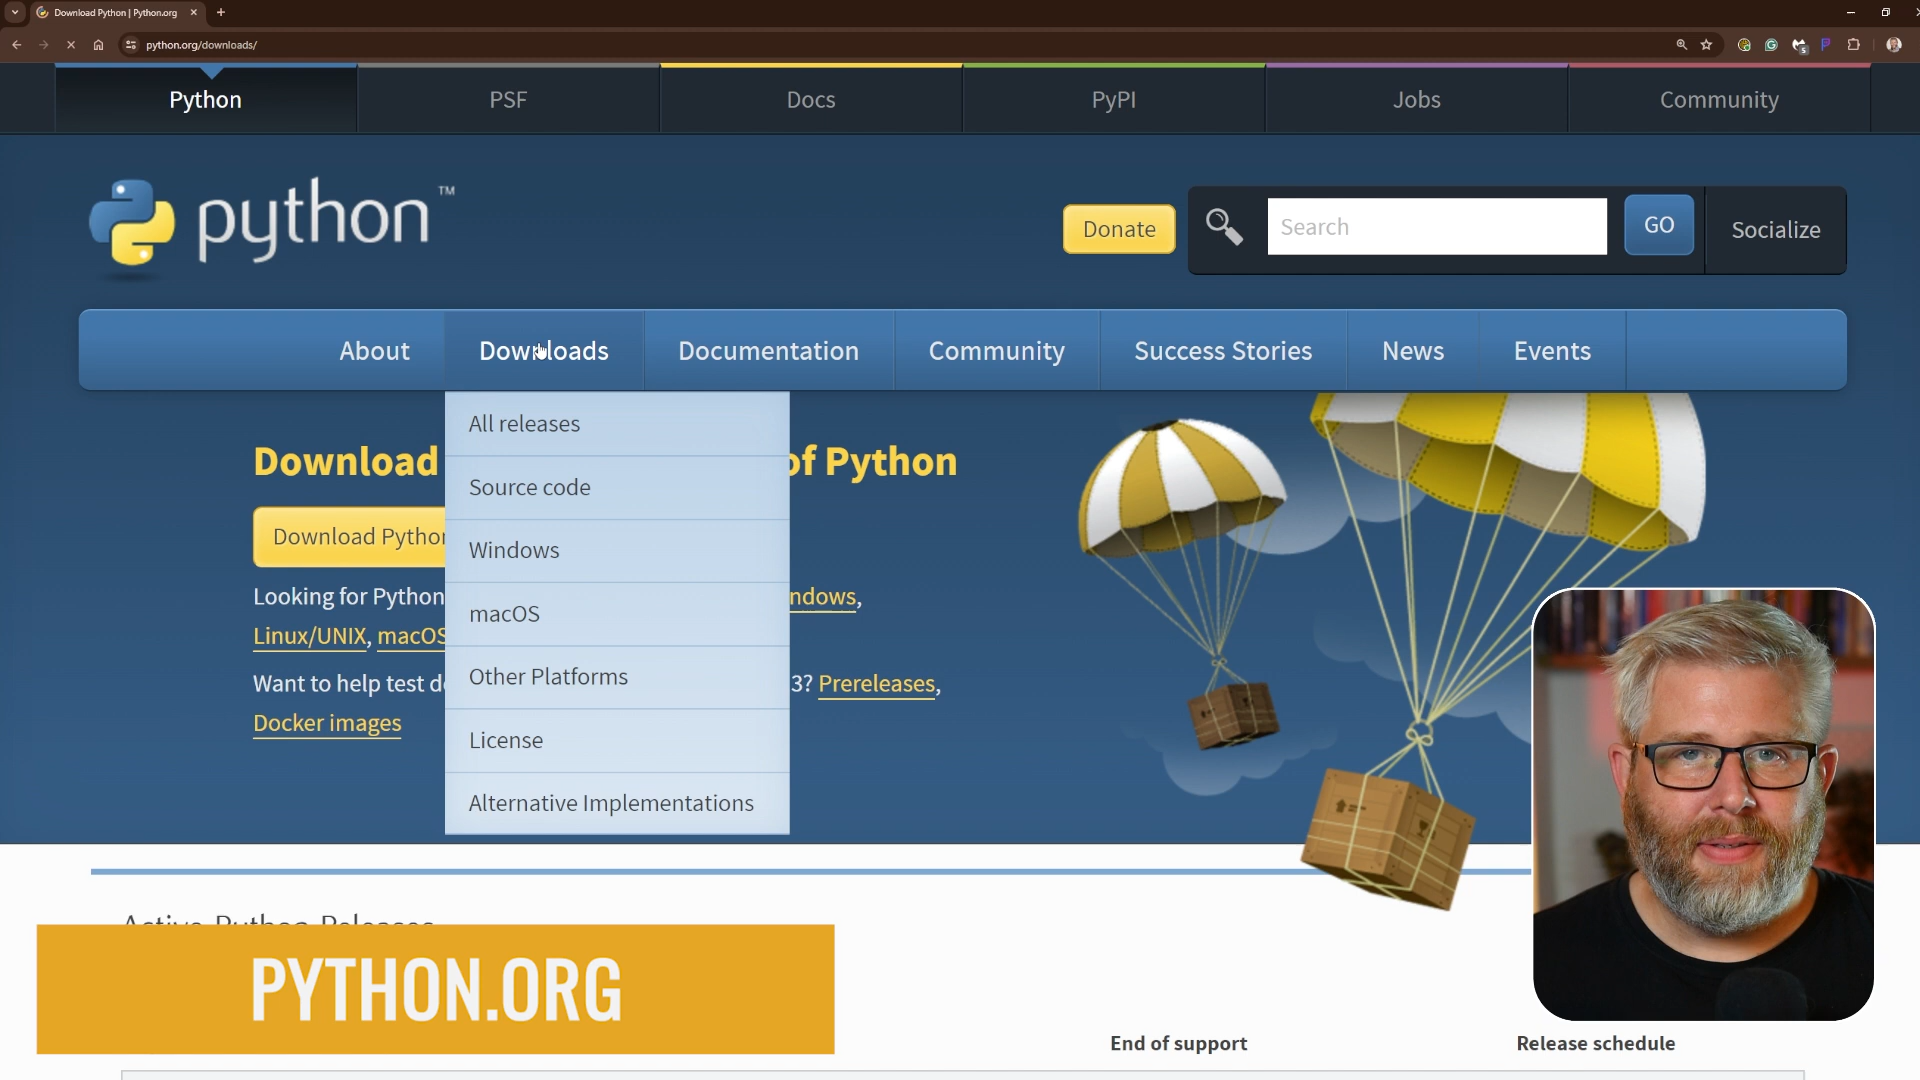 Download Python | Python.org
python.org/downloads/
Python
PSF
Docs
PyPI
Jobs
Community
python™
Donate
Search
GO
Socialize
About
Downloads
Documentation
Community
Success Stories
News
Events
All releases
Source code
Windows
macOS
Other Platforms
License
Alternative Implementations
Download
of Python
Download
Looking for Python
Linux/UNIX, macOS
Want to help test
3? Prereleases,
Docker images
Active Python Releases
PYTHON.ORG
End of support
Release schedule